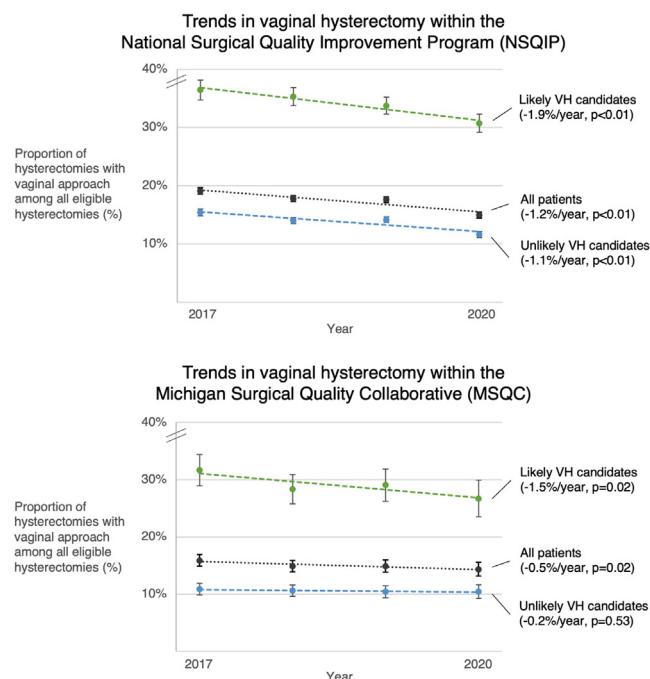 Trends in vaginal hysterectomy within the
National Surgical Quality Improvement Program (NSQIP)
40%
30%
20%
10%
Proportion of
hysterectomies with
vaginal approach
among all eligible
hysterectomies (%)
Likely VH candidates
(-1.9%/year, p<0.01)
All patients
(-1.2%/year, p<0.01)
Unlikely VH candidates
(-1.1%/year, p<0.01)
2017
2020
Year
Trends in vaginal hysterectomy within the
Michigan Surgical Quality Collaborative (MSQC)
40%
30%
20%
10%
Proportion of
hysterectomies with
vaginal approach
among all eligible
hysterectomies (%)
Likely VH candidates
(-1.5%/year, p=0.02)
All patients
(-0.5%/year, p=0.02)
Unlikely VH candidates
(-0.2%/year, p=0.53)
2017
2020
Year